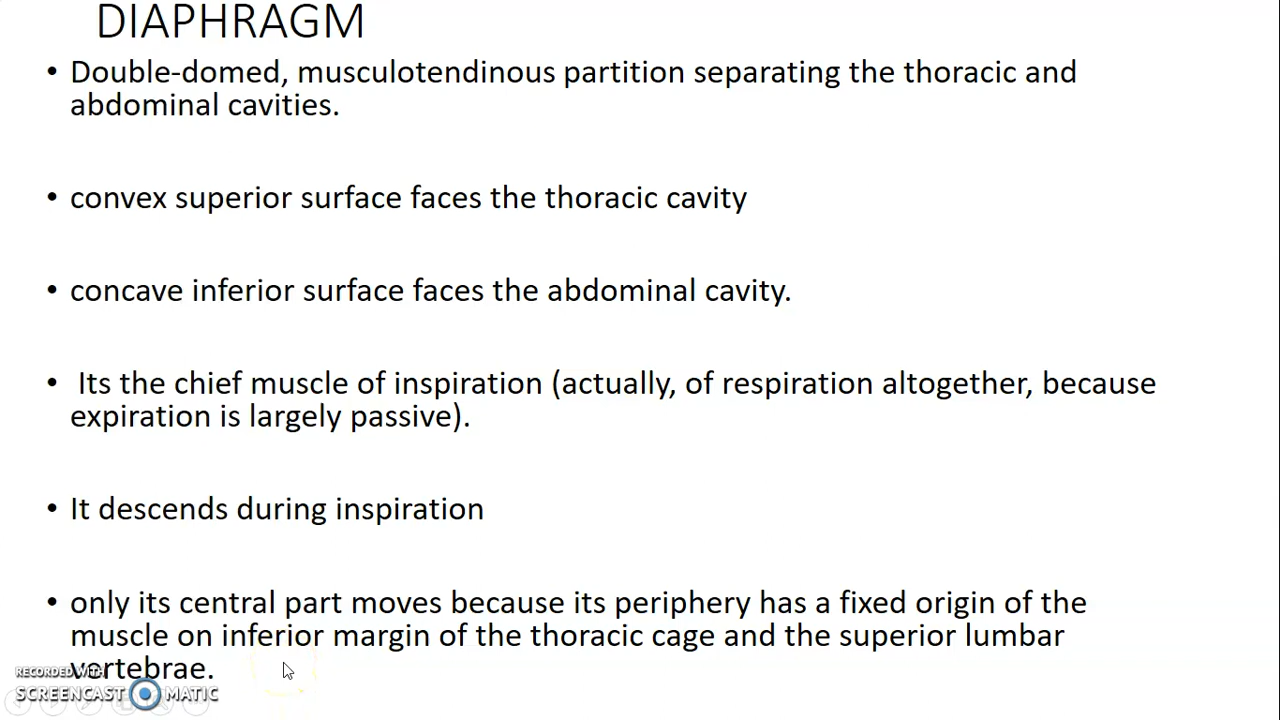 DIAPHRAGM
• Double-domed, musculotendinous partition separating the thoracic and
abdominal cavities.
• convex superior surface faces the thoracic cavity
• concave inferior surface faces the abdominal cavity.
• Its the chief muscle of inspiration (actually, of respiration altogether, because
expiration is largely passive).
• It descends during inspiration
• only its central part moves because its periphery has a fixed origin of the
muscle on inferior margin of the thoracic cage and the superior lumbar
vertebrae.
RECORDED WITH
SCREENCAST MATIC